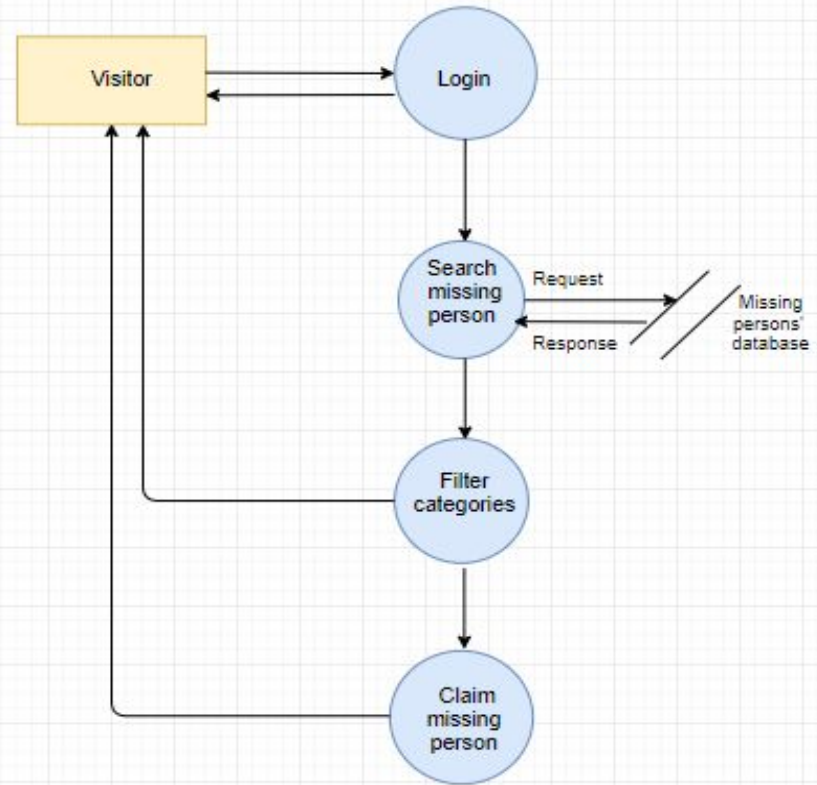 Visitor
Login
Search
missing
person
Request
Response
Missing
persons'
database
Filter
categories
Claim
missing
person